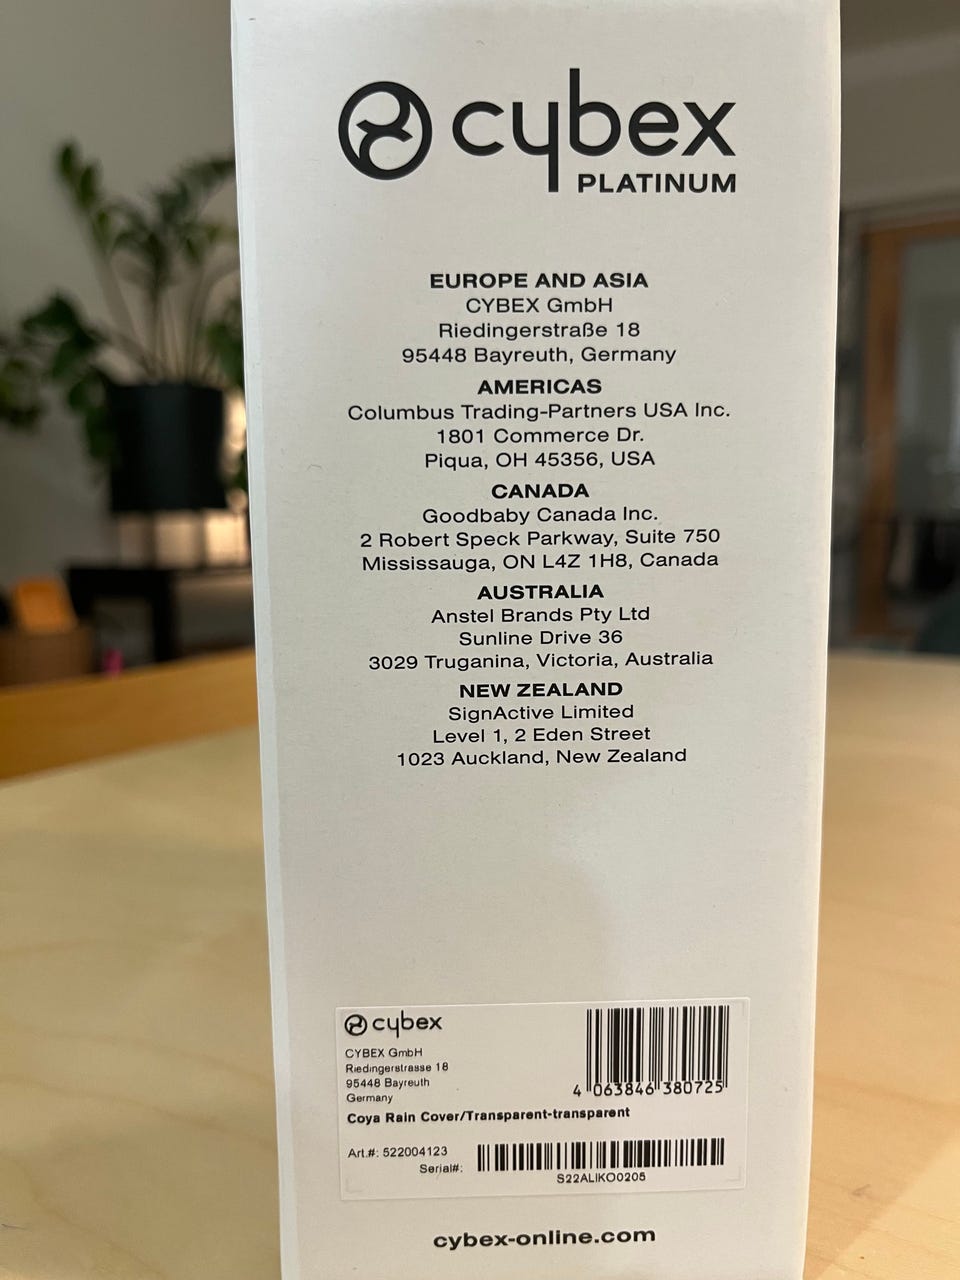 cybex
PLATINUM
EUROPE AND ASIA
CYBEX GmbH
Riedingerstraße 18
95448 Bayreuth, Germany
AMERICAS
Columbus Trading-Partners USA Inc.
1801 Commerce Dr.
Piqua, OH 45356, USA
CANADA
Goodbaby Canada Inc.
2 Robert Speck Parkway, Suite 750
Mississauga, ON L4Z 1H8, Canada
AUSTRALIA
Anstel Brands Pty Ltd
Sunline Drive 36
3029 Truganina, Victoria, Australia
NEW ZEALAND
SignActive Limited
Level 1, 2 Eden Street
1023 Auckland, New Zealand
cybex
CYBEX GmbH
Riedingerstrasse 18
95448 Bayreuth
Germany
4 063846 380725
Coya Rain Cover/Transparent-transparent
Art.#: 522004123
Serial#:
S22ALIKO0205
cybex-online.com